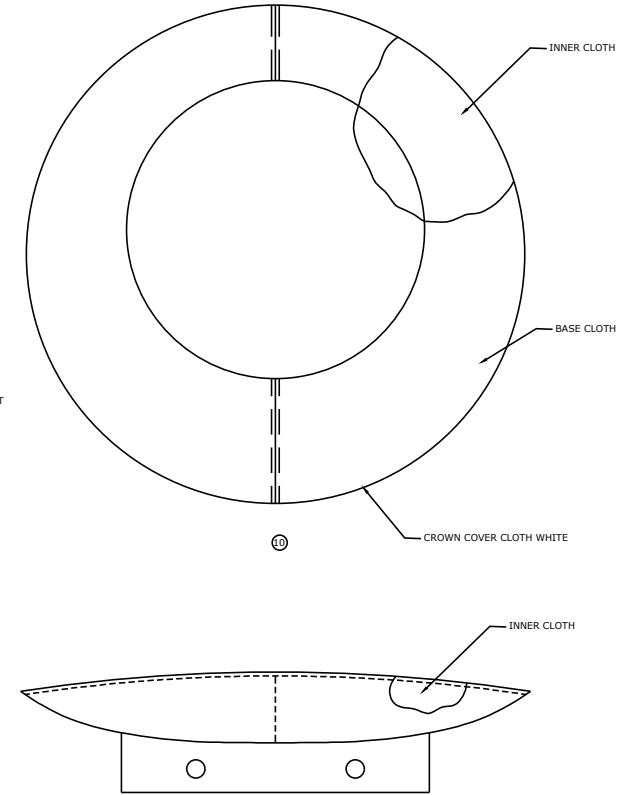 INNER CLOTH
BASE CLOTH
T
CROWN COVER CLOTH WHITE
10
INNER CLOTH